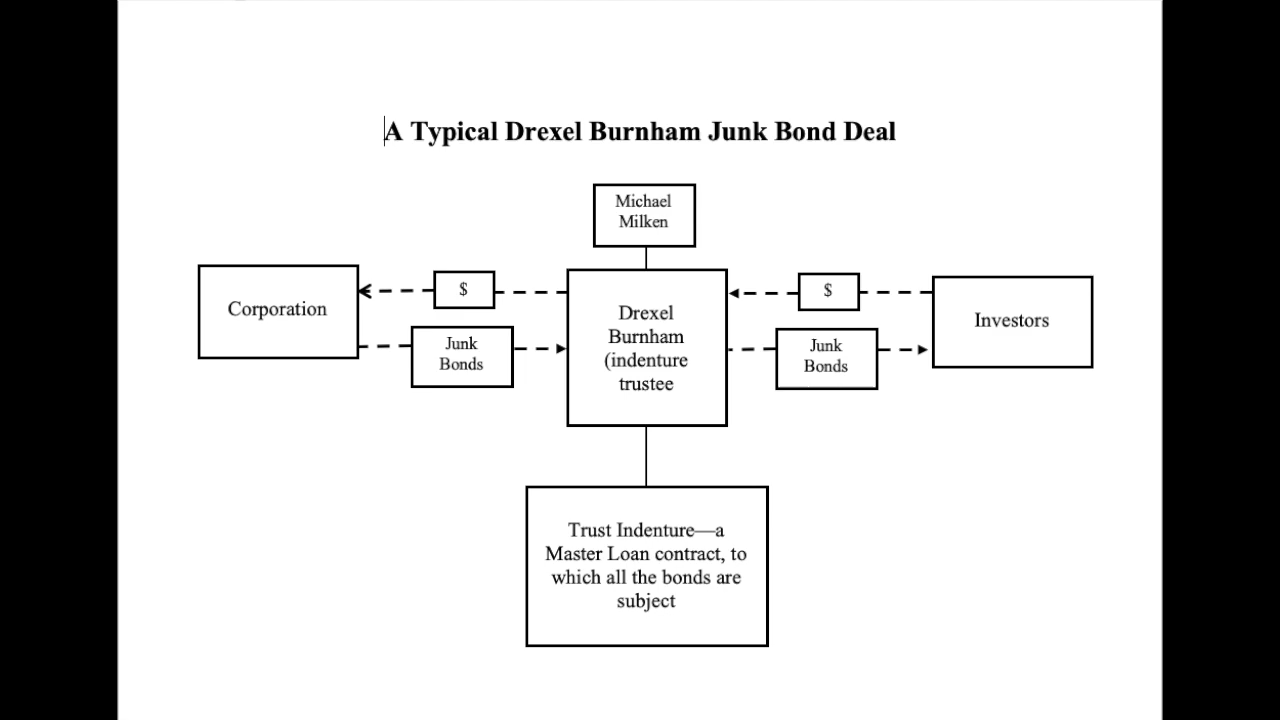 A Typical Drexel Burnham Junk Bond Deal
Michael
Milken
Corporation
$
Junk
Bonds
Drexel
Burnham
(indenture
trustee
$
Junk
Bonds
Investors
Trust Indenture—a
Master Loan contract, to
which all the bonds are
subject